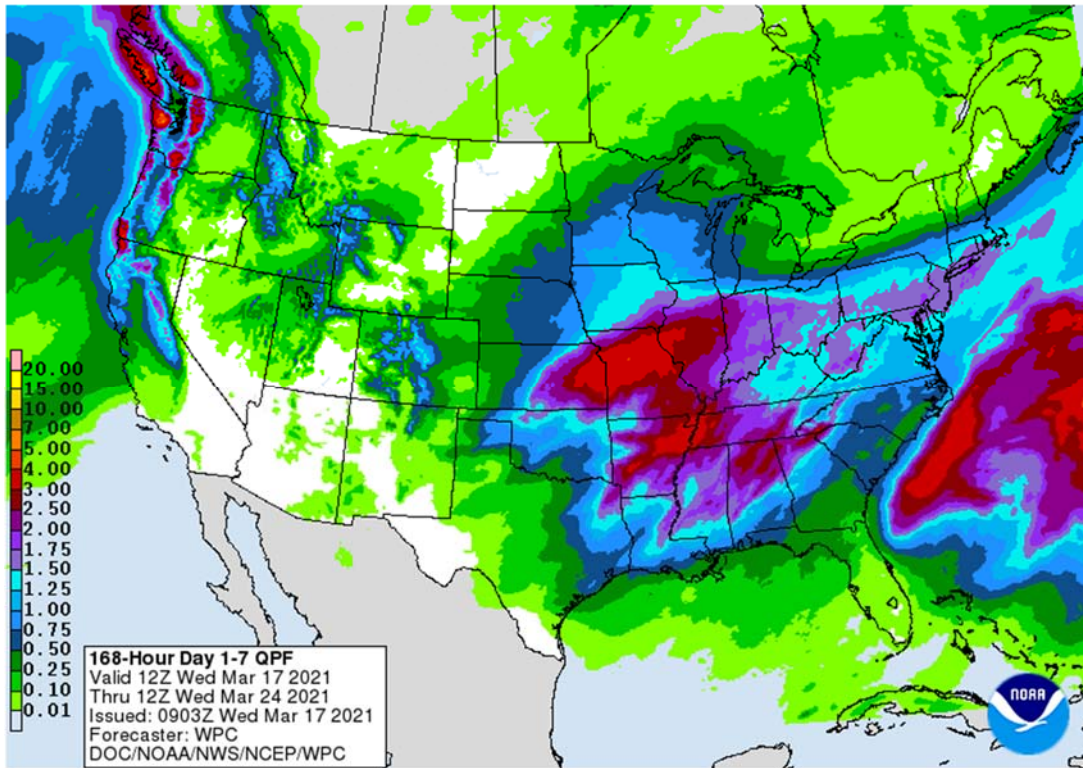 20.00
15.00
10.00
7.00
5.00
4.00
3.00
2.50
2.00
1.75
1.50
1.25
1.00
0.75
0.50
0.25
0.10
0.01
168-Hour Day 1-7 QPF
Valid 12Z Wed Mar 17 2021
Thru 12Z Wed Mar 24 2021
Issued: 0903Z Wed Mar 17 2021
Forecaster: WPC
DOC/NOAA/NWS/NCEP/WPC
NOAA